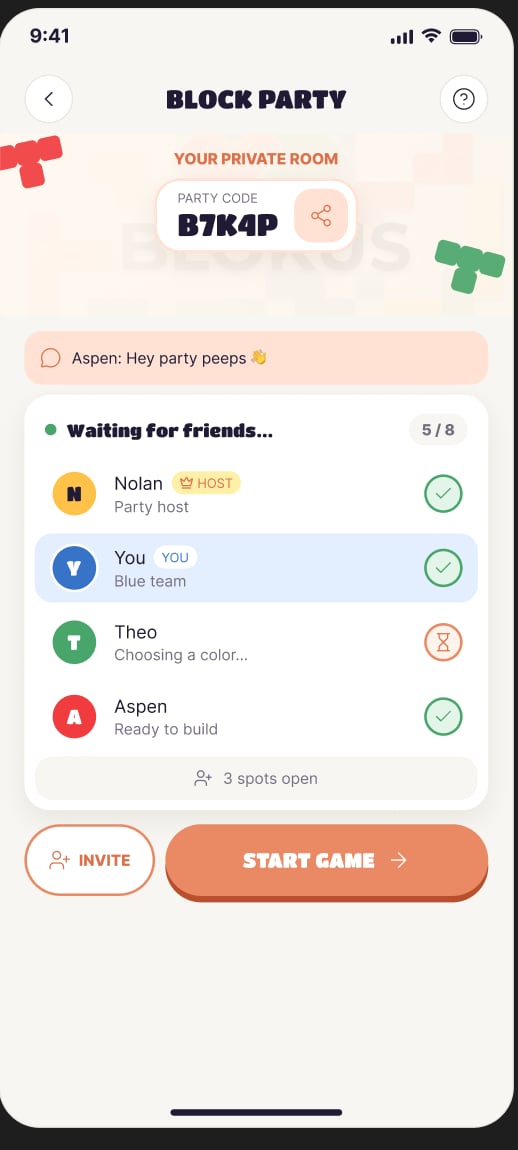 9:41
BLOCK PARTY
YOUR PRIVATE ROOM
PARTY CODE
B7K4P
BLOKUS
Aspen: Hey party peeps 👋
Waiting for friends...
5 / 8
N
Nolan
HOST
Party host
Y
You
YOU
Blue team
T
Theo
Choosing a color...
A
Aspen
Ready to build
3 spots open
INVITE
START GAME